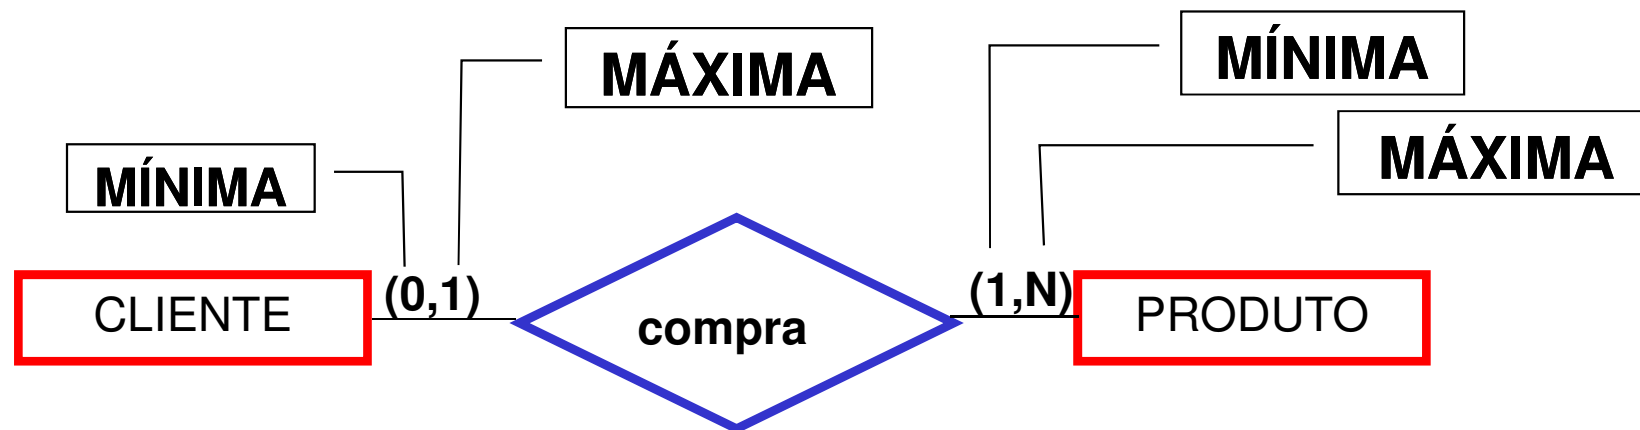 MÍNIMA
MÁXIMA
MÁXIMA
MÍNIMA
CLIENTE
(0,1)
compra
(1,N)
PRODUTO